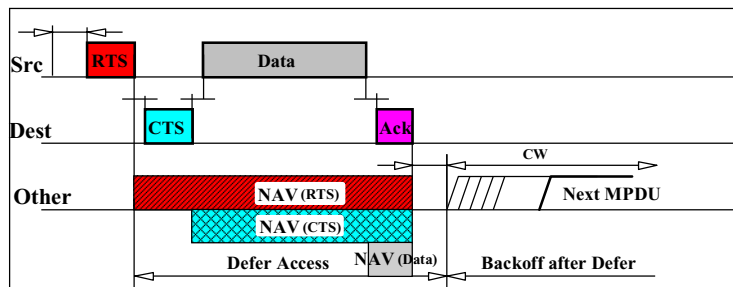 Src
RTS
Data
Dest
CTS
Ack
CW
Other
NAV (RTS)
Next MPDU
NAV (CTS)
NAV (Data)
Defer Access
Backoff after Defer